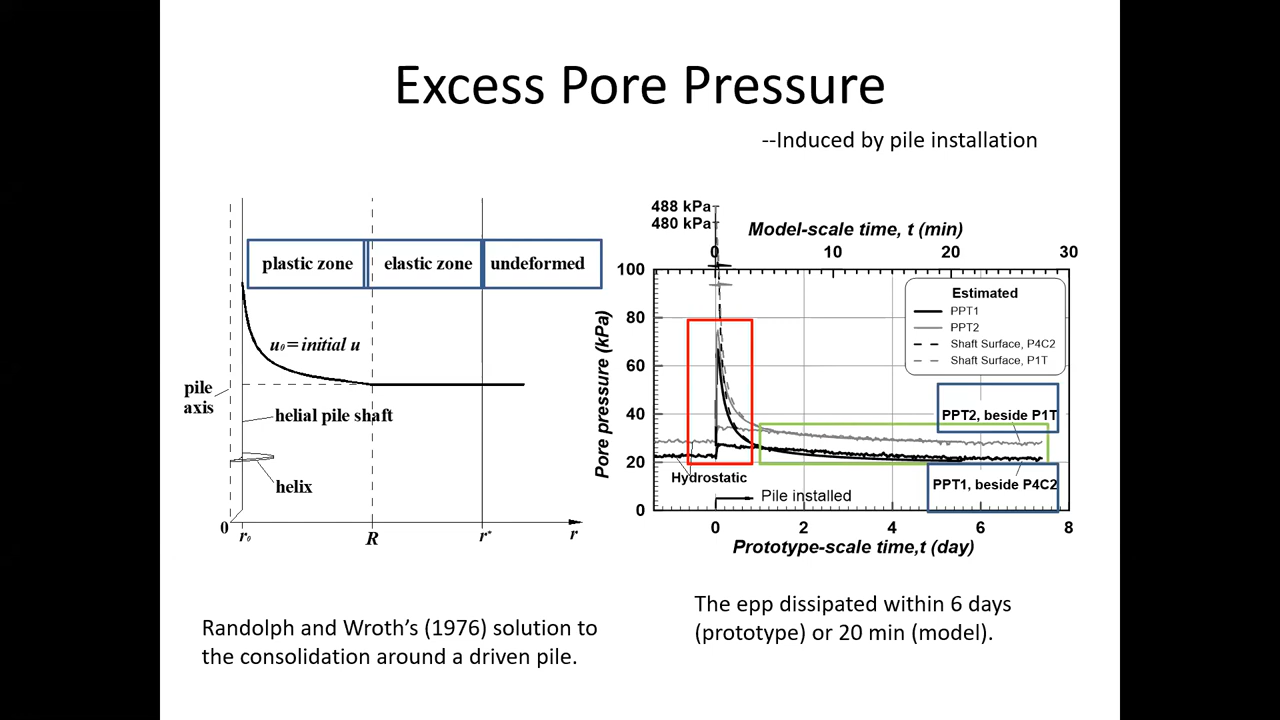 Excess Pore Pressure
--Induced by pile installation
plastic zone
elastic zone
undeformed
u₀ = initial u
pile
axis
helial pile shaft
helix
0
r₀
R
r*
r
488 kPa
480 kPa
Model-scale time, t (min)
0
10
20
30
100
80
60
40
20
0
Pore pressure (kPa)
Estimated
PPT1
PPT2
Shaft Surface, P4C2
Shaft Surface, P1T
PPT2, beside P1T
Hydrostatic
PPT1, beside P4C2
Pile installed
0
2
4
6
8
Prototype-scale time,t (day)
Randolph and Wroth's (1976) solution to
the consolidation around a driven pile.
The epp dissipated within 6 days
(prototype) or 20 min (model).